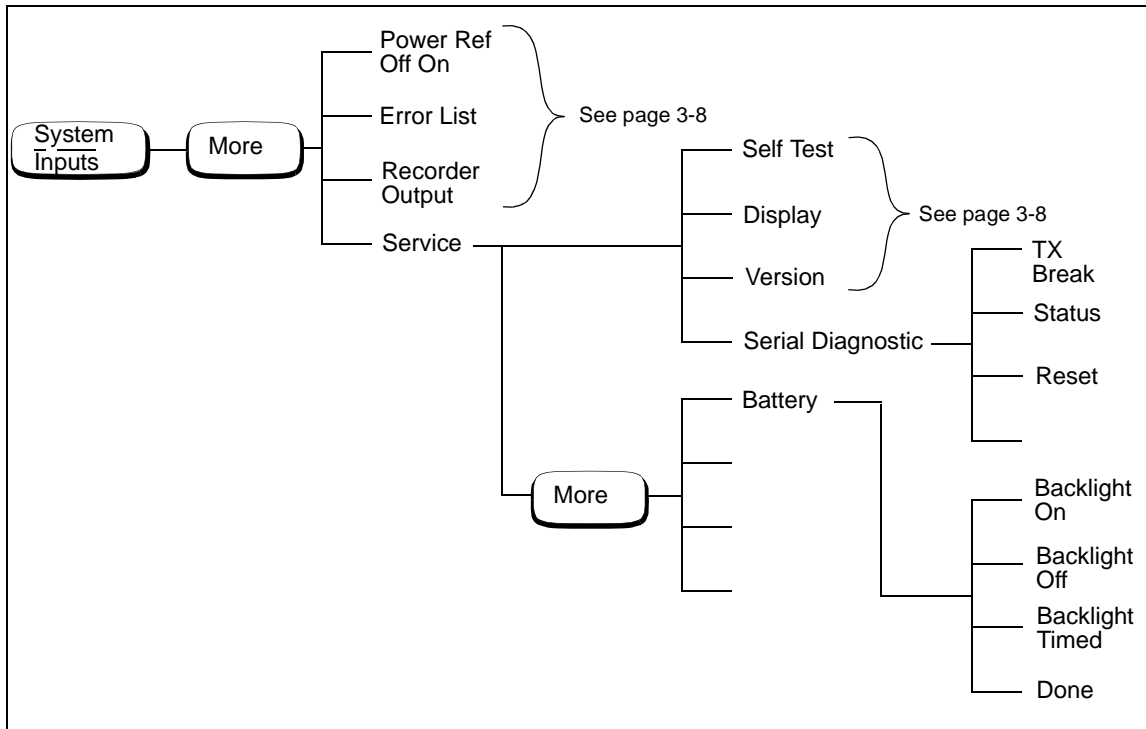 Power Ref
Off On
System
Inputs
More
Error List
See page 3-8
Recorder
Output
Service
Self Test
Display
See page 3-8
Version
Serial Diagnostic
TX
Break
Status
Reset
Battery
More
Backlight
On
Backlight
Off
Backlight
Timed
Done